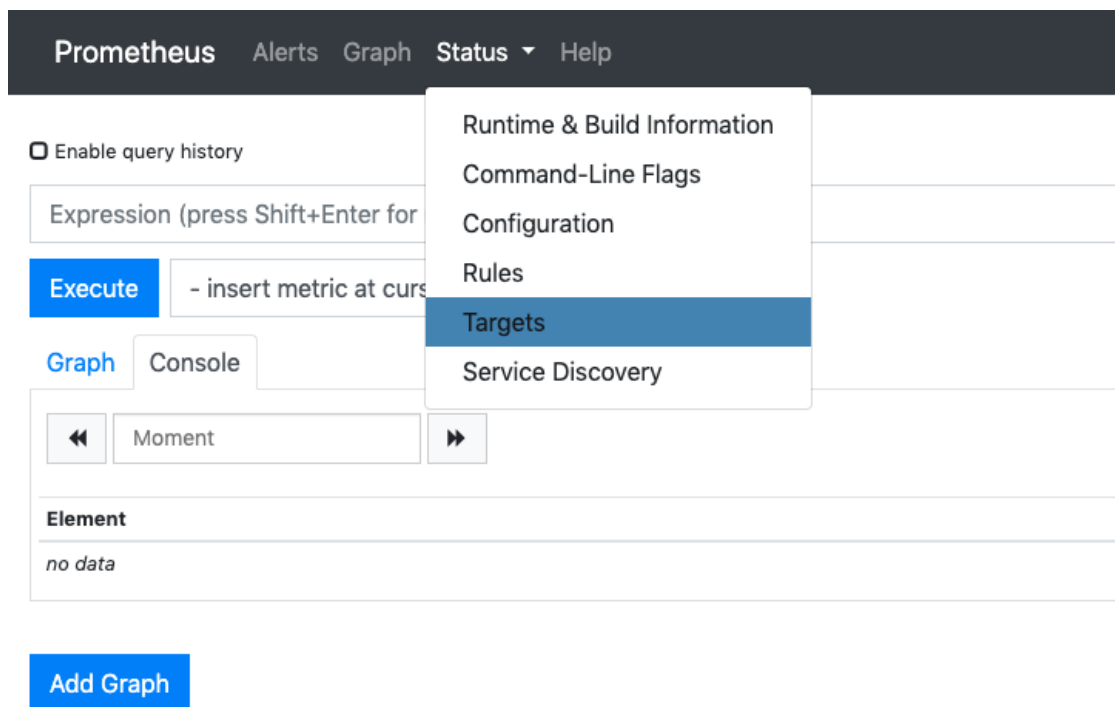 Prometheus Alerts Graph Status Help
Runtime & Build Information
Command-Line Flags
Configuration
Rules
Targets
Service Discovery
Enable query history
Expression (press Shift+Enter for
Execute - insert metric at curs
Graph Console
Moment
Element
no data
Add Graph